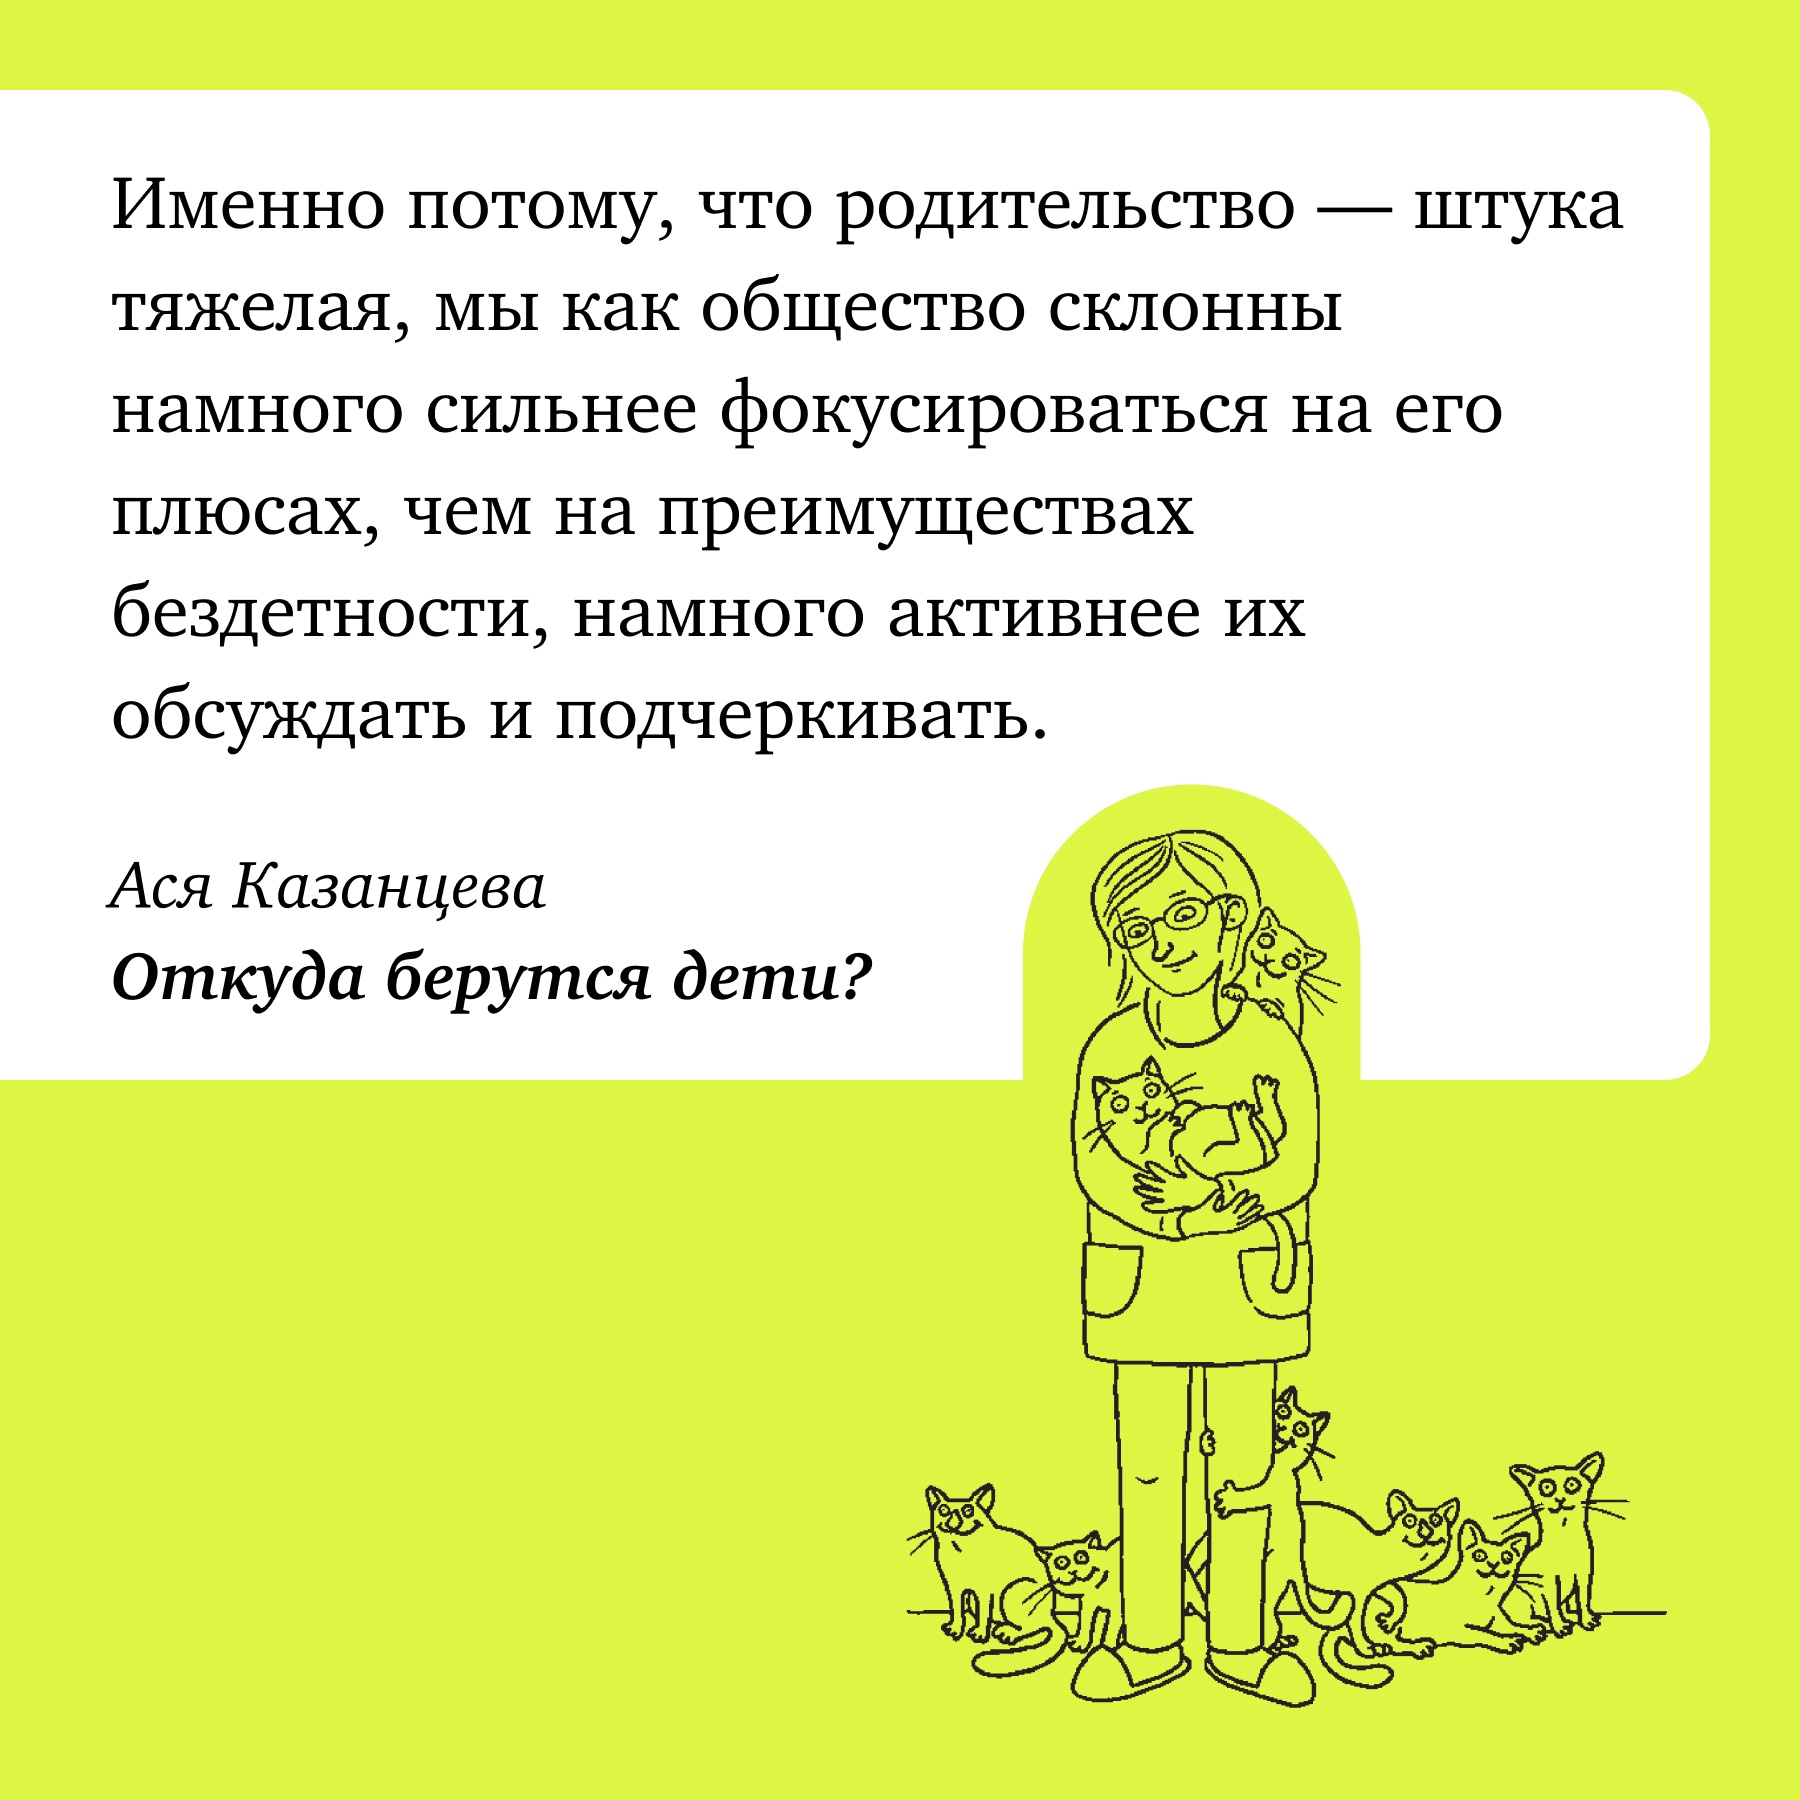 Именно потому, что родительство — штука
тяжелая, мы как общество склонны
намного сильнее фокусироваться на его
плюсах, чем на преимуществах
бездетности, намного активнее их
обсуждать и подчеркивать.
Ася Казанцева
Откуда берутся дети?